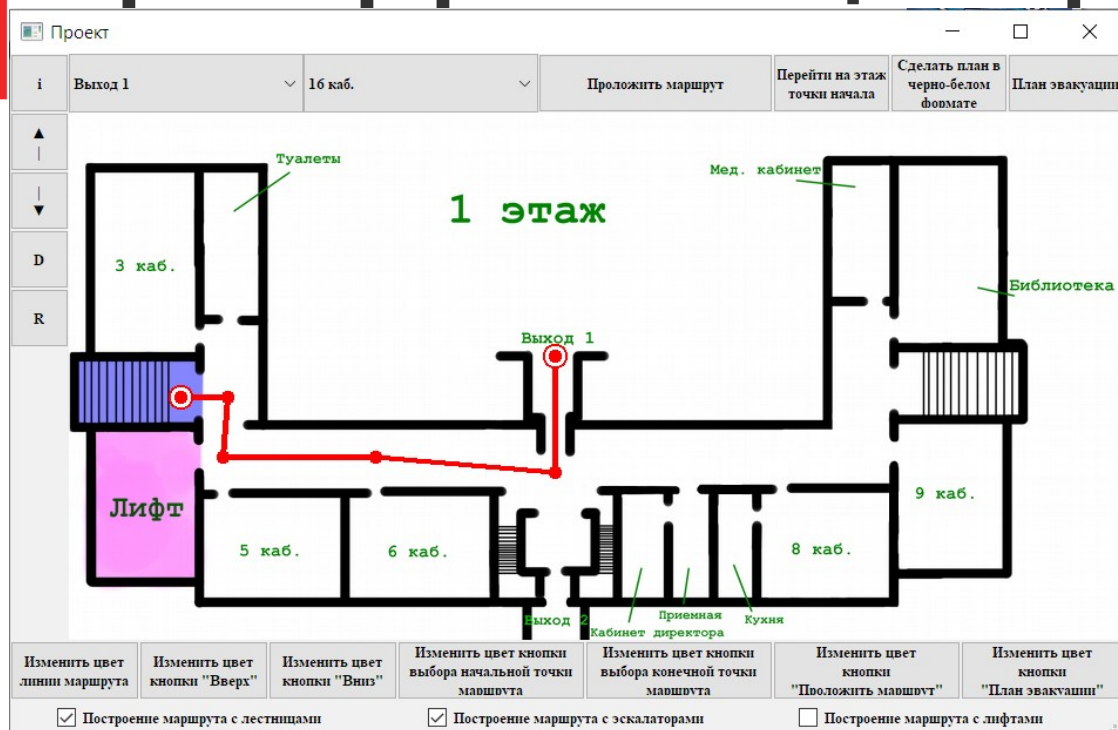 Проект
i
Выход 1
16 каб.
Проложить маршрут
Перейти на этаж
точки начала
Сделать план в
черно-белом
формате
План эвакуации
D
R
Туалеты
Мед. кабинет
1 этаж
3 каб.
Библиотека
Выход 1
Лифт
9 каб.
5 каб.
6 каб.
8 каб.
Выход 2
Приемная
Кухня
Кабинет директора
Изменить цвет
линии маршрута
Изменить цвет
кнопки "Вверх"
Изменить цвет
кнопки "Вниз"
Изменить цвет кнопки
выбора начальной точки
маршрута
Изменить цвет кнопки
выбора конечной точки
маршрута
Изменить цвет
кнопки
"Проложить маршрут"
Изменить цвет
кнопки
"План эвакуации"
Построение маршрута с лестницами
Построение маршрута с эскалаторами
Построение маршрута с лифтами